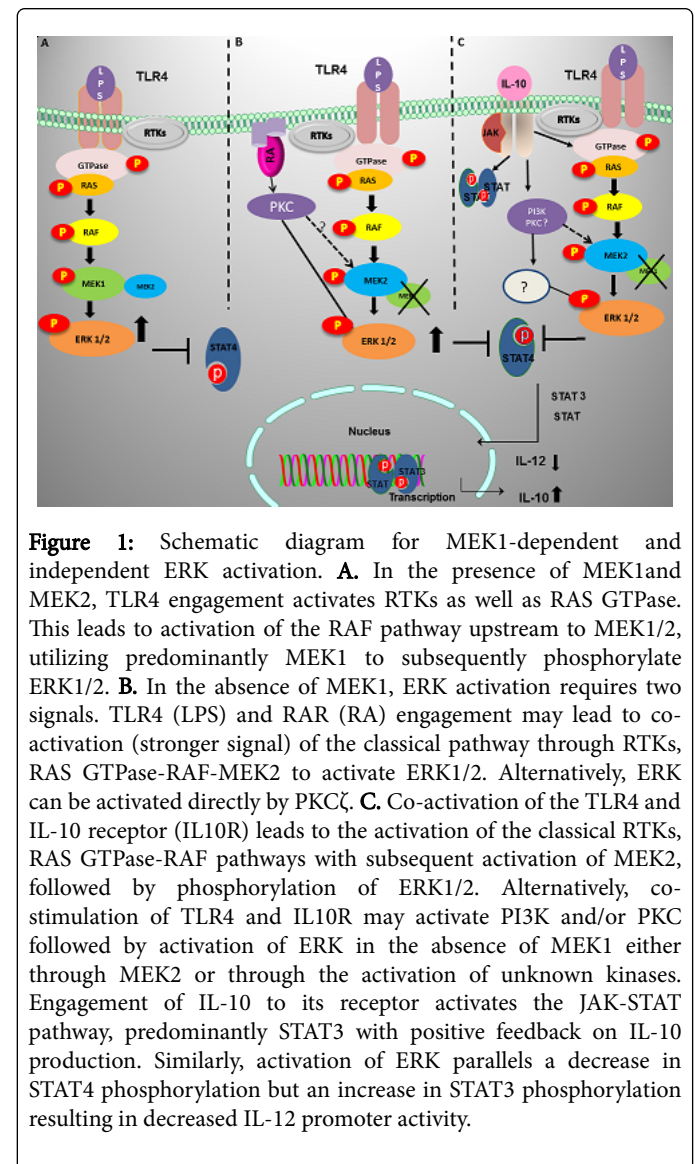 A
B
C
L
P
S
TLR4
RTKs
GTPase
P
P
RAS
P
RAF
P
MEK1
MEK2
P
ERK 1/2
STAT4
p
TLR4
L
P
S
RA
RTKs
GTPase
P
P
RAS
PKC
?
P
RAF
P
MEK2
P
ERK 1/2
IL-10
TLR4
L
P
S
JAK
RTKs
GTPase
P
P
RAS
p
STAT
P
RAF
PI3K
PKC?
P
MEK2
?
P
ERK 1/2
p
STAT4
STAT 3
STAT
Nucleus
p
STAT3
p
STAT
Transcription
IL-12
IL-10
Figure 1: Schematic diagram for MEK1-dependent and
independent ERK activation. A. In the presence of MEK1and
MEK2, TLR4 engagement activates RTKs as well as RAS GTPase.
This leads to activation of the RAF pathway upstream to MEK1/2,
utilizing predominantly MEK1 to subsequently phosphorylate
ERK1/2. B. In the absence of MEK1, ERK activation requires two
signals. TLR4 (LPS) and RAR (RA) engagement may lead to co-
activation (stronger signal) of the classical pathway through RTKs,
RAS GTPase-RAF-MEK2 to activate ERK1/2. Alternatively, ERK
can be activated directly by PKCζ. C. Co-activation of the TLR4 and
IL-10 receptor (IL10R) leads to the activation of the classical RTKs,
RAS GTPase-RAF pathways with subsequent activation of MEK2,
followed by phosphorylation of ERK1/2. Alternatively, co-
stimulation of TLR4 and IL10R may activate PI3K and/or PKC
followed by activation of ERK in the absence of MEK1 either
through MEK2 or through the activation of unknown kinases.
Engagement of IL-10 to its receptor activates the JAK-STAT
pathway, predominantly STAT3 with positive feedback on IL-10
production. Similarly, activation of ERK parallels a decrease in
STAT4 phosphorylation but an increase in STAT3 phosphorylation
resulting in decreased IL-12 promoter activity.